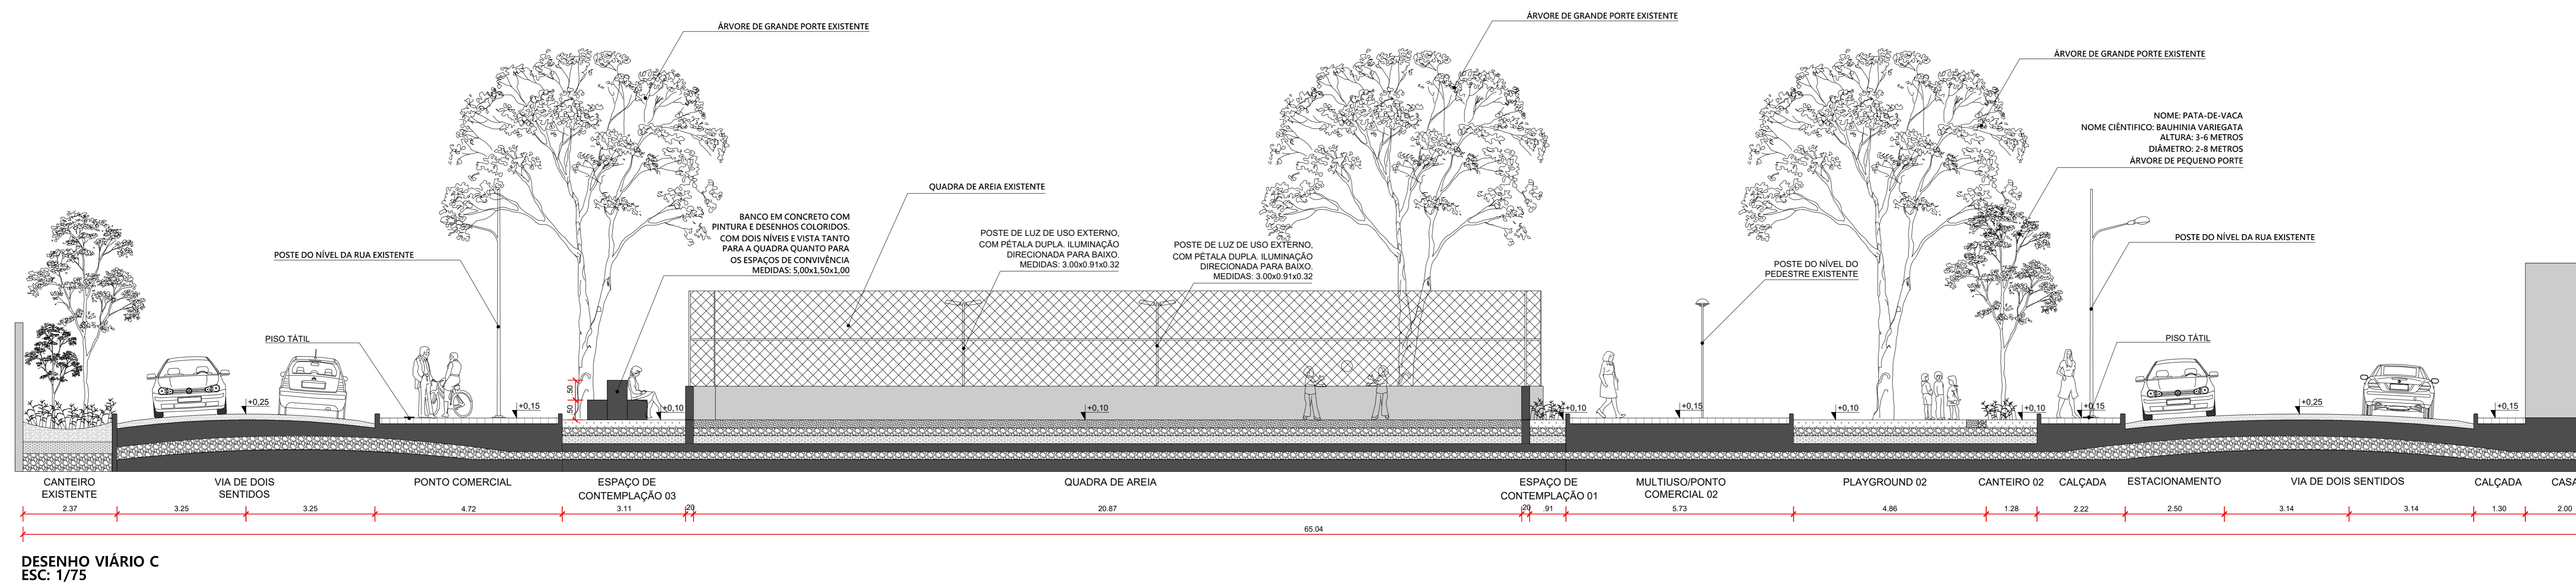 ÁRVORE DE GRANDE PORTE EXISTENTE
ÁRVORE DE GRANDE PORTE EXISTENTE
ÁRVORE DE GRANDE PORTE EXISTENTE
NOME: PATA-DE-VACA
NOME CIÊNTIFICO: BAUHINIA VARIEGATA
ALTURA: 3-6 METROS
DIÂMETRO: 2-8 METROS
ÁRVORE DE PEQUENO PORTE
QUADRA DE AREIA EXISTENTE
BANCO EM CONCRETO COM
PINTURA E DESENHOS COLORIDOS.
COM DOIS NÍVEIS E VISTA TANTO
PARA A QUADRA QUANTO PARA
OS ESPAÇOS DE CONVIVÊNCIA
MEDIDAS: 5,00x1,50x1,00
POSTE DE LUZ DE USO EXTERNO,
COM PÉTALA DUPLA. ILUMINAÇÃO
DIRECIONADA PARA BAIXO.
MEDIDAS: 3.00x0.91x0.32
POSTE DE LUZ DE USO EXTERNO,
COM PÉTALA DUPLA. ILUMINAÇÃO
DIRECIONADA PARA BAIXO.
MEDIDAS: 3.00x0.91x0.32
POSTE DO NÍVEL DA RUA EXISTENTE
POSTE DO NÍVEL DO
PEDESTRE EXISTENTE
POSTE DO NÍVEL DA RUA EXISTENTE
PISO TÁTIL
PISO TÁTIL
.50
.50
+0,25
+0,15
+0,10
+0,10
+0,10
+0,15
+0,10
+0,10
+0,15
+0,25
+0,15
CANTEIRO
EXISTENTE
VIA DE DOIS
SENTIDOS
PONTO COMERCIAL
ESPAÇO DE
CONTEMPLAÇÃO 03
QUADRA DE AREIA
ESPAÇO DE
CONTEMPLAÇÃO 01
MULTIUSO/PONTO
COMERCIAL 02
PLAYGROUND 02
CANTEIRO 02
CALÇADA
ESTACIONAMENTO
VIA DE DOIS SENTIDOS
CALÇADA
CASA
2.37 3.25 3.25 4.72 3.11 .20 20.87 .20 .91 5.73 4.86 1.28 2.22 2.50 3.14 3.14 1.30 2.00
65.04
DESENHO VIÁRIO C
ESC: 1/75